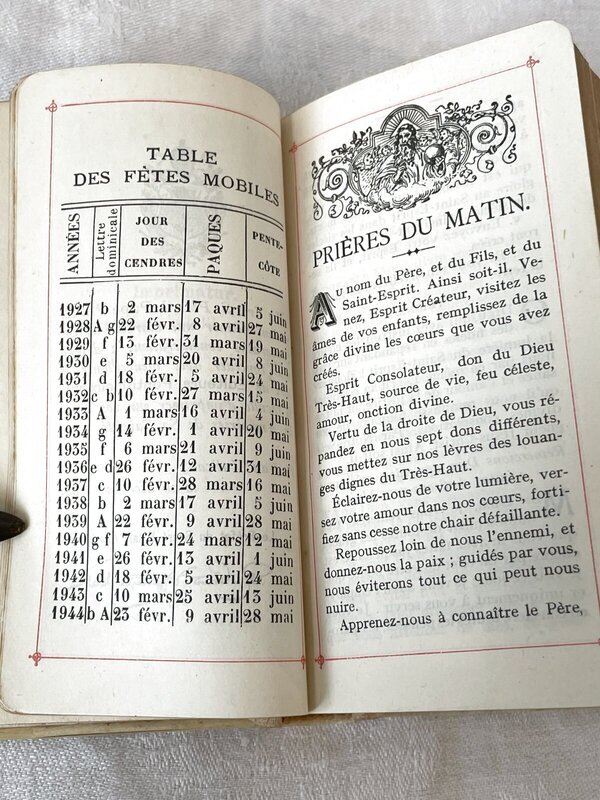 TABLE
DES FÊTES MOBILES
ANNÉES
Lettre dominicale
JOUR DES CENDRES
PAQUES
PENTE-CÔTE
1927 b 2 mars 17 avril 5 juin
1928 A g 22 févr. 8 avril 27 mai
1929 f 13 févr. 31 mars 19 mai
1930 e 5 mars 20 avril 8 juin
1931 d 18 févr. 5 avril 24 mai
1932 c b 10 févr. 27 mars 15 mai
1933 A 1 mars 16 avril 4 juin
1934 g 14 févr. 1 avril 20 mai
1935 f 6 mars 21 avril 9 juin
1936 e d 26 févr. 12 avril 31 mai
1937 c 10 févr. 28 mars 16 mai
1938 b 2 mars 17 avril 5 juin
1939 A 22 févr. 9 avril 28 mai
1940 g f 7 févr. 24 mars 12 mai
1941 e 26 févr. 13 avril 1 juin
1942 d 18 févr. 5 avril 24 mai
1943 c 10 mars 25 avril 13 juin
1944 b A 23 févr. 9 avril 28 mai
PRIÈRES DU MATIN.
Au nom du Père, et du Fils, et du
Saint-Esprit. Ainsi soit-il. Ve-
nez, Esprit Créateur, visitez les
âmes de vos enfants, remplissez de la
grâce divine les cœurs que vous avez
créés.
Esprit Consolateur, don du Dieu
Très-Haut, source de vie, feu céleste,
amour, onction divine.
Vertu de la droite de Dieu, vous ré-
pandez en nous sept dons différents,
vous mettez sur nos lèvres des louan-
ges dignes du Très-Haut.
Éclairez-nous de votre lumière, ver-
sez votre amour dans nos cœurs, forti-
fiez sans cesse notre chair défaillante.
Repoussez loin de nous l'ennemi, et
donnez-nous la paix ; guidés par vous,
nous éviterons tout ce qui peut nous
nuire.
Apprenez-nous à connaître le Père,